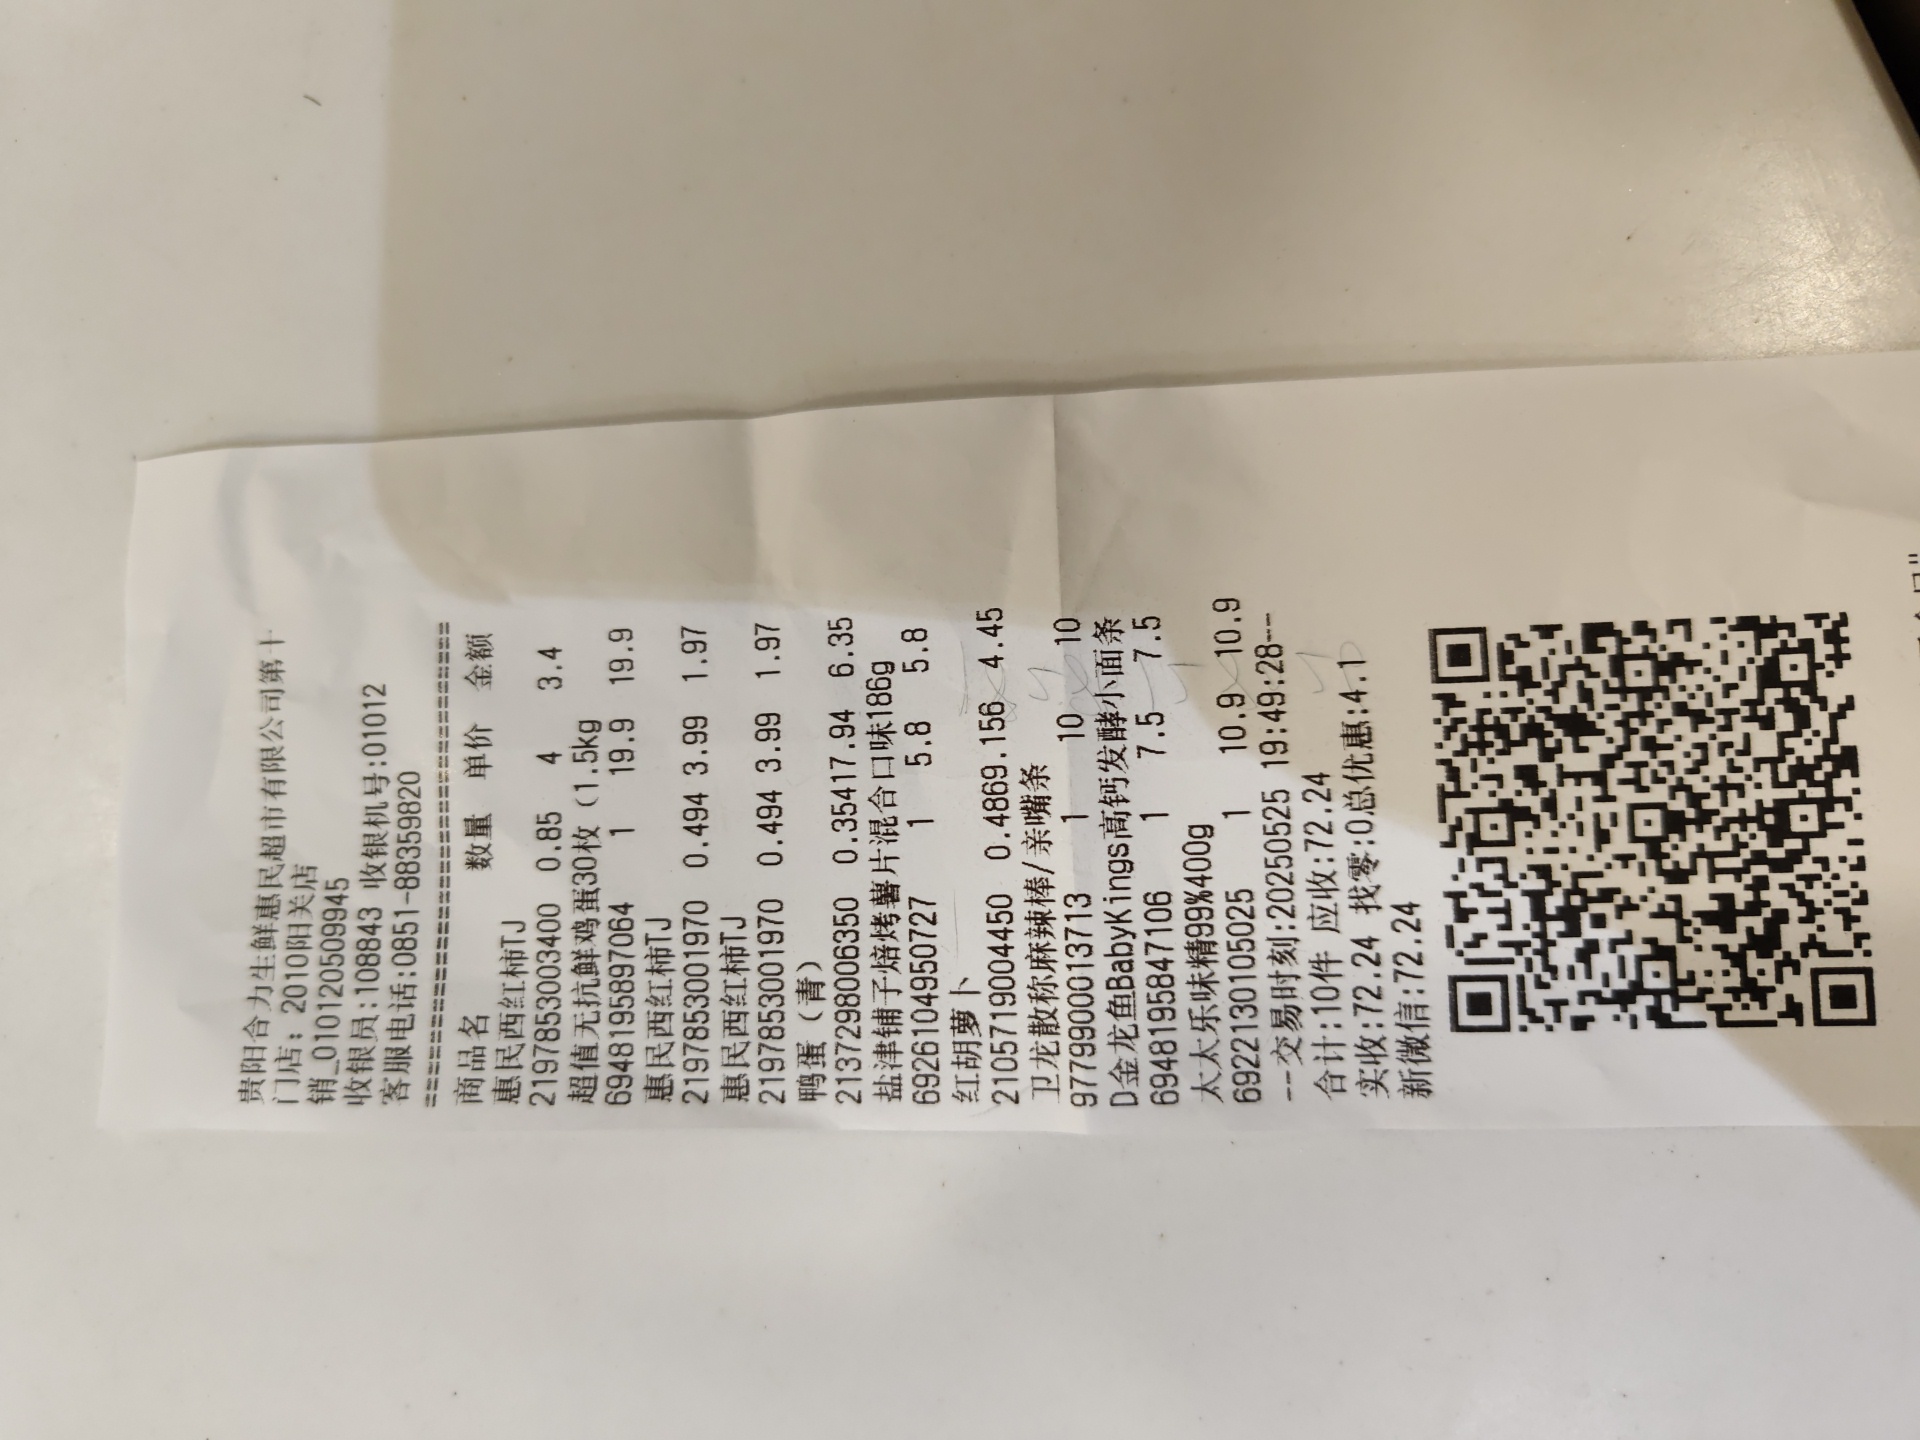 贵阳合力生鲜惠民超市有限公司第十
门店: 2010阳关店
销_010120509945
收银员:108843 收银机号:01012
客服电话:0851-88359820
================================
商品名 数量 单价 金额
惠民西红柿TJ
2197853003400 0.85 4 3.4
超值无抗鲜鸡蛋30枚(1.5kg
6948195897064 1 19.9 19.9
惠民西红柿TJ
2197853001970 0.494 3.99 1.97
惠民西红柿TJ
2197853001970 0.494 3.99 1.97
鸭蛋(青)
2137298006350 0.35417.94 6.35
盐津铺子焙烤薯片混合口味186g
6926104950727 1 5.8 5.8
红胡萝卜
2105719004450 0.4869.156 4.45
卫龙散称麻辣棒/亲嘴条
9779900013713 1 10 10
D金龙鱼BabyKings高钙发酵小面条
6948195847106 1 7.5 7.5
太太乐味精99%400g
6922130105025 1 10.9 10.9
--交易时刻:20250525 19:49:28--
合计:10件 应收:72.24
实收:72.24 找零:0总优惠:4.1
新微信:72.24